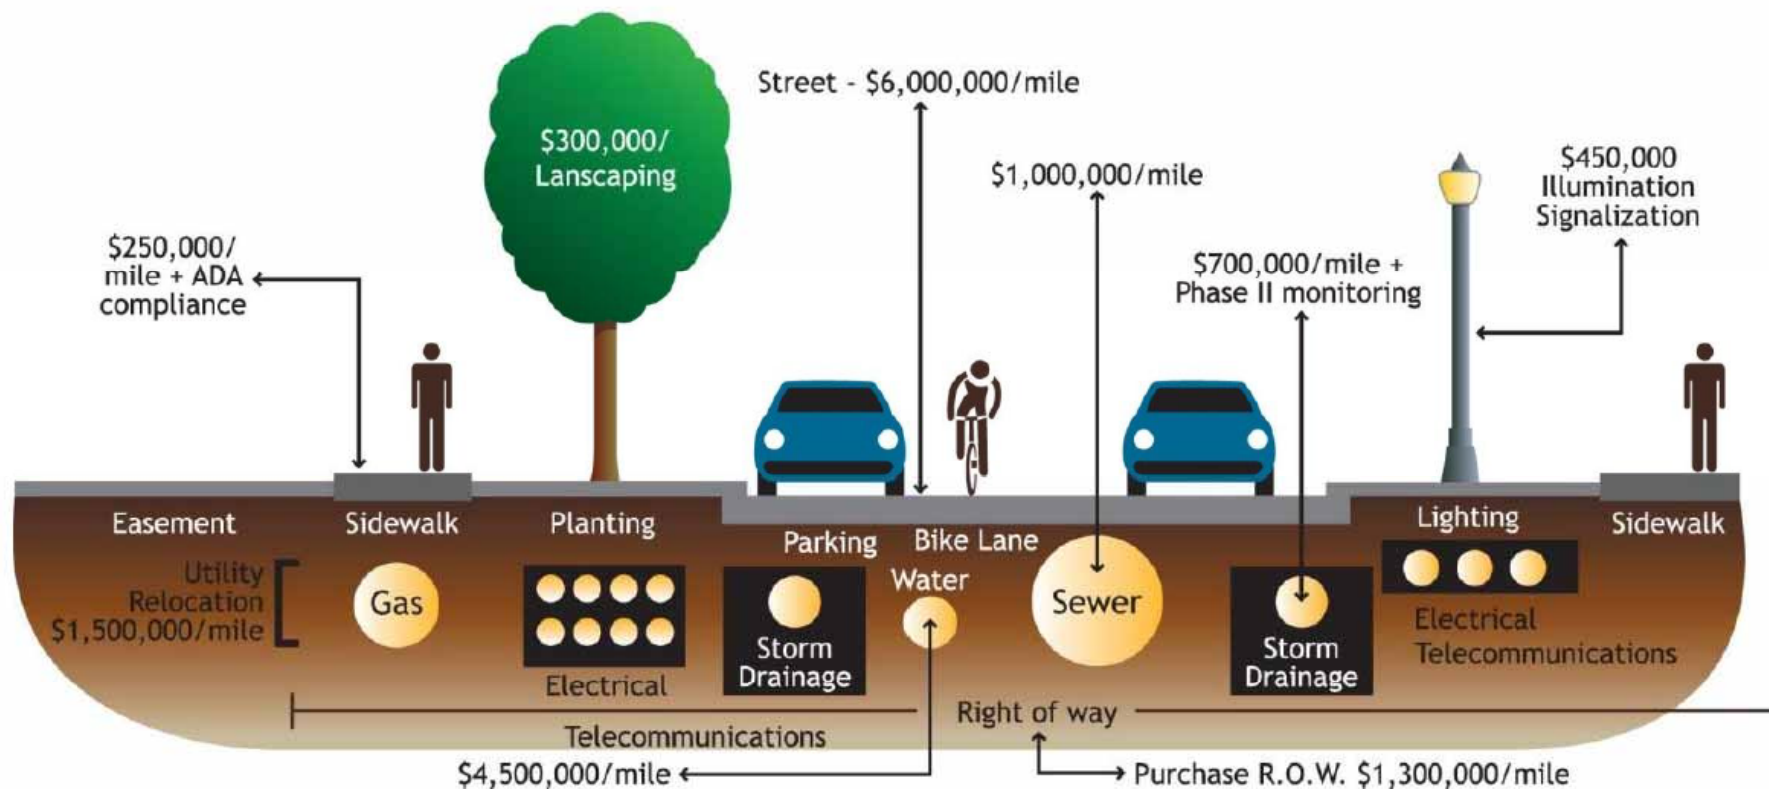 Street - $6,000,000/mile
$300,000/
Lanscaping
$1,000,000/mile
$450,000
Illumination
Signalization
$250,000/
mile + ADA
compliance
$700,000/mile +
Phase II monitoring
Easement
Sidewalk
Planting
Parking
Bike Lane
Lighting
Sidewalk
Utility
Relocation
$1,500,000/mile
Gas
Electrical
Storm
Drainage
Water
Sewer
Storm
Drainage
Electrical
Telecommunications
Right of way
Telecommunications
$4,500,000/mile
Purchase R.O.W. $1,300,000/mile